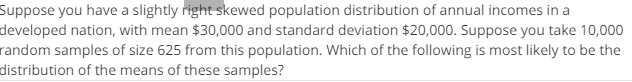 Suppose you have a slightly right skewed population distribution of annual incomes in a
developed nation, with mean $30,000 and standard deviation $20,000. Suppose you take 10,000
random samples of size 625 from this population. Which of the following is most likely to be the
distribution of the means of these samples?